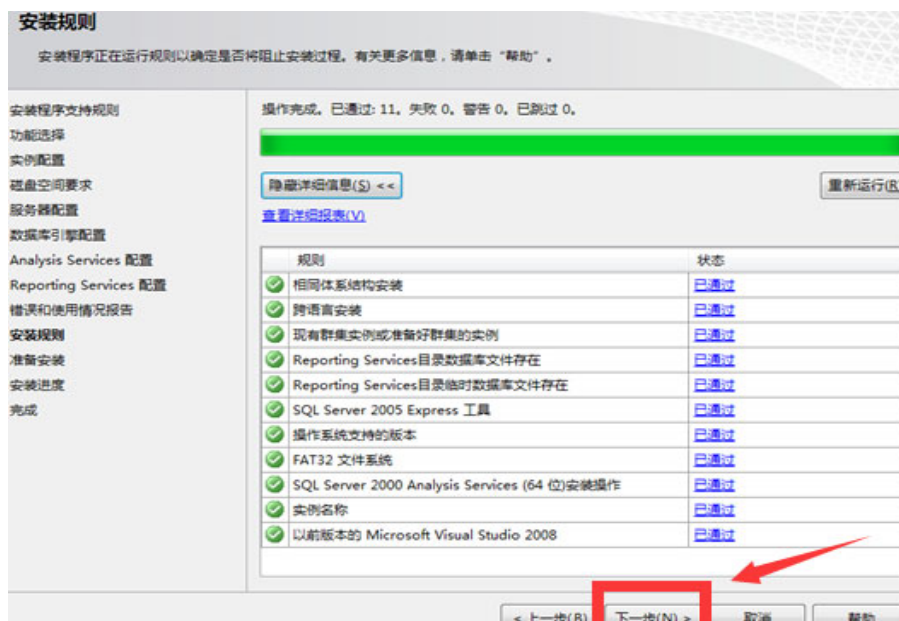 安装规则
安装程序正在运行规则以确定是否将阻止安装过程。有关更多信息，请单击“帮助”。
安装程序支持规则
功能选择
实例配置
磁盘空间要求
服务器配置
数据库引擎配置
Analysis Services 配置
Reporting Services 配置
错误和使用情况报告
安装规则
准备安装
安装进度
完成
操作完成。已通过: 11。失败 0。警告 0。已跳过 0。
隐藏详细信息(S) <<
重新运行(R
查看详细报表(V)
规则 状态
相同体系结构安装 已通过
跨语言安装 已通过
现有群集实例或准备好群集的实例 已通过
Reporting Services目录数据库文件存在 已通过
Reporting Services目录临时数据库文件存在 已通过
SQL Server 2005 Express 工具 已通过
操作系统支持的版本 已通过
FAT32 文件系统 已通过
SQL Server 2000 Analysis Services (64 位)安装操作 已通过
实例名称 已通过
以前版本的 Microsoft Visual Studio 2008 已通过
< 上一步(B) 下一步(N) > 取消 帮助